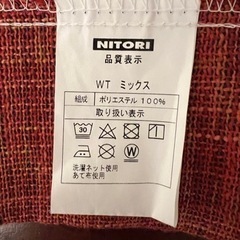 NITORI
品質表示
WT ミックス
組成 ポリエステル 100%
取り扱い表示
30
W
洗濯ネット使用
あて布使用